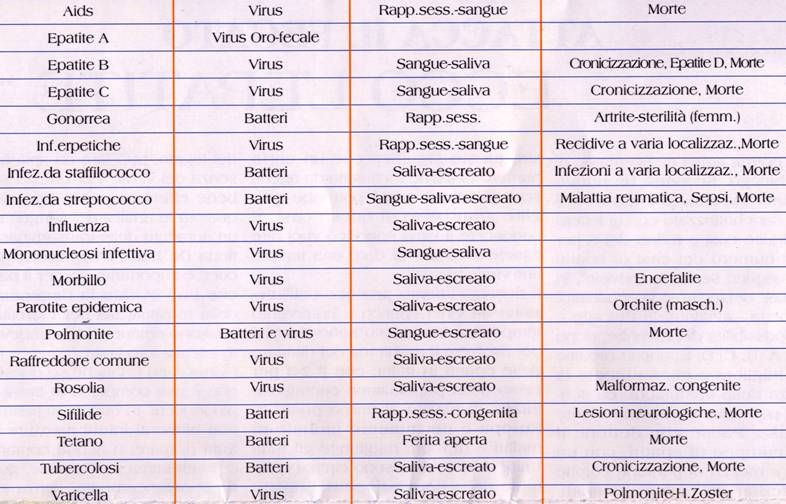 Aids Virus Rapp.sess.-sangue Morte
Epatite A Virus Oro-fecale
Epatite B Virus Sangue-saliva Cronicizzazione, Epatite D, Morte
Epatite C Virus Sangue-saliva Cronicizzazione, Morte
Gonorrea Batteri Rapp.sess. Artrite-sterilità (femm.)
Inf.erpetiche Virus Rapp.sess.-sangue Recidive a varia localizzaz.,Morte
Infez.da staffilococco Batteri Saliva-escreato Infezioni a varia localizzaz., Morte
Infez.da streptococco Batteri Sangue-saliva-escreato Malattia reumatica, Sepsi, Morte
Influenza Virus Saliva-escreato
Mononucleosi infettiva Virus Sangue-saliva
Morbillo Virus Saliva-escreato Encefalite
Parotite epidemica Virus Saliva-escreato Orchite (masch.)
Polmonite Batteri e virus Sangue-escreato Morte
Raffreddore comune Virus Saliva-escreato
Rosolia Virus Saliva-escreato Malformaz. congenite
Sifilide Batteri Rapp.sess.-congenita Lesioni neurologiche, Morte
Tetano Batteri Ferita aperta Morte
Tubercolosi Batteri Saliva-escreato Cronicizzazione, Morte
Varicella Virus Saliva-escreato Polmonite-H.Zoster